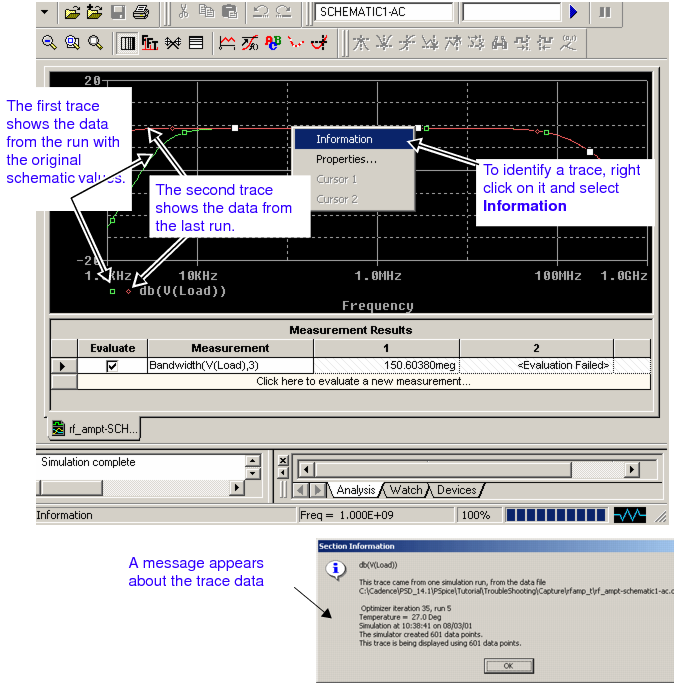 SCHEMATIC1-AC
20
The first trace
shows the data
from the run with
the original
schematic values.
The second trace
shows the data from
the last run.
Information
Properties...
Cursor 1
Cursor 2
To identify a trace, right
click on it and select
Information
-20
10KHz 1.0MHz 100MHz 1.0GHz
db(V(Load))
Frequency
Measurement Results
Evaluate Measurement 1 2
Bandwidth(V(Load),3) 150.60380meg <Evaluation Failed>
Click here to evaluate a new measurement...
rf_ampt-SCH...
Simulation complete
Analysis Watch Devices
Information Freq = 1.000E+09 100%
A message appears
about the trace data
Section Information
db(V(Load))
This trace came from one simulation run, from the data file
C:\Cadence\PSD_14.1\PSpice\Tutorial\TroubleShooting\Capture\rfamp_t\rf_ampt-schematic1-ac.
Optimizer iteration 35, run 5
Temperature = 27.0 Deg
Simulation at 10:38:41 on 08/03/01
The simulator created 601 data points.
This trace is being displayed using 601 data points.
OK